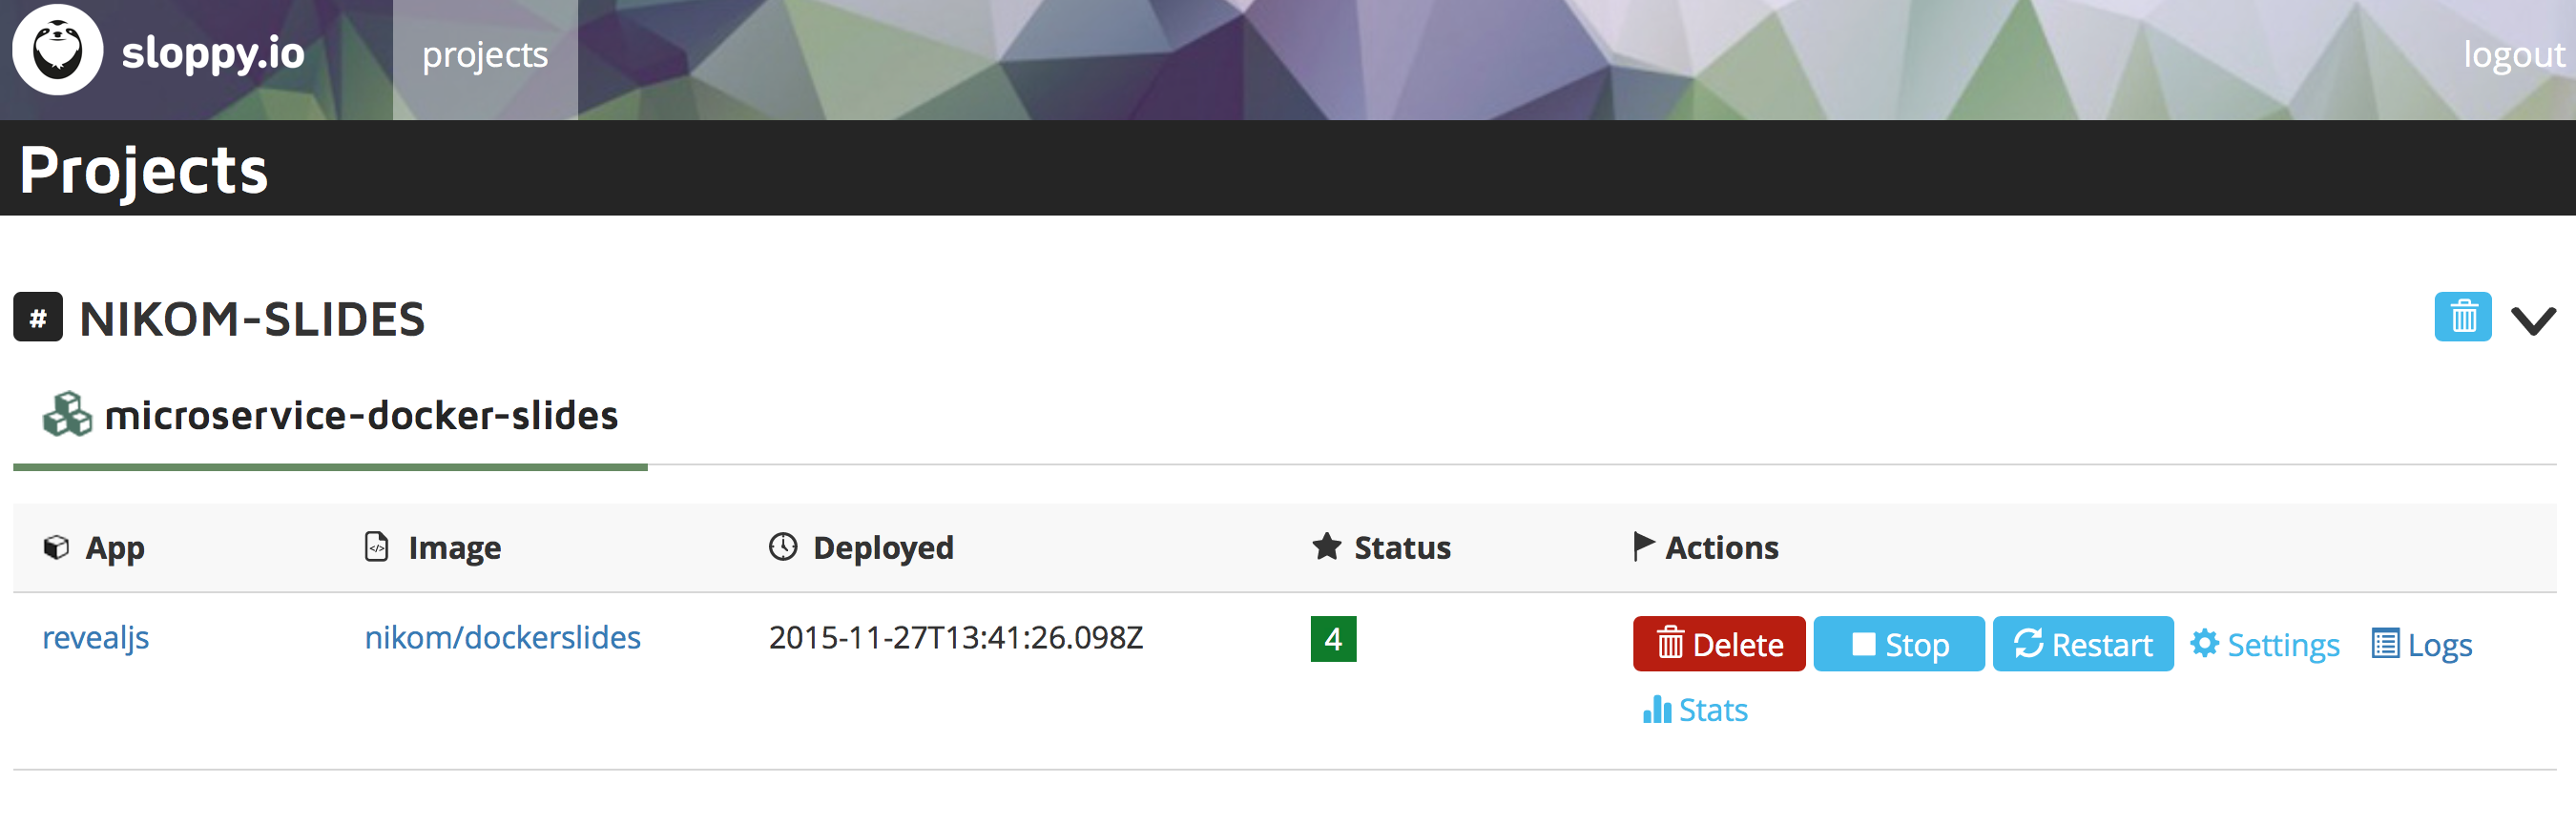 sloppy.io projects logout
Projects
# NIKOM-SLIDES
microservice-docker-slides
App Image Deployed Status Actions
revealjs nikom/dockerslides 2015-11-27T13:41:26.098Z 4 Delete Stop Restart Settings Logs
Stats